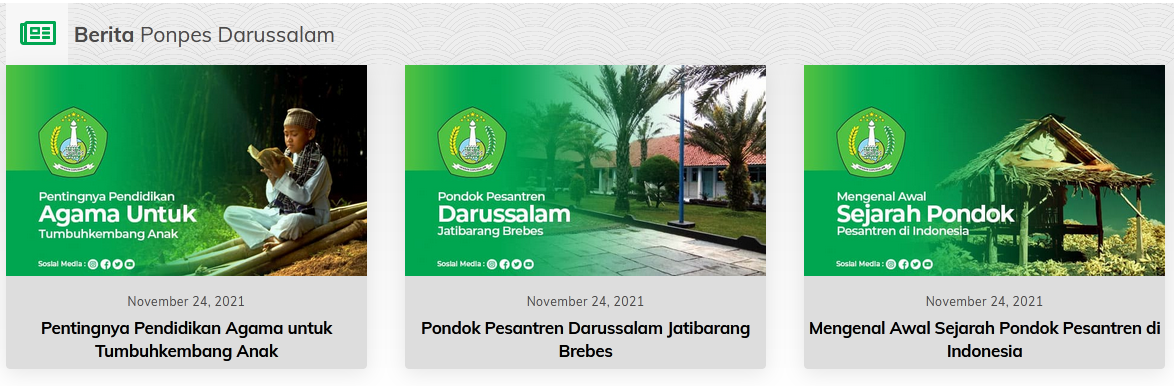 Berita Ponpes Darussalam
Pentingnya Pendidikan
Agama Untuk
Tumbuhkembang Anak
Sosial Media :
November 24, 2021
Pentingnya Pendidikan Agama untuk
Tumbuhkembang Anak
Pondok Pesantren
Darussalam
Jatibarang Brebes
Sosial Media :
November 24, 2021
Pondok Pesantren Darussalam Jatibarang
Brebes
Mengenal Awal
Sejarah Pondok
Pesantren di Indonesia
Sosial Media :
November 24, 2021
Mengenal Awal Sejarah Pondok Pesantren di
Indonesia